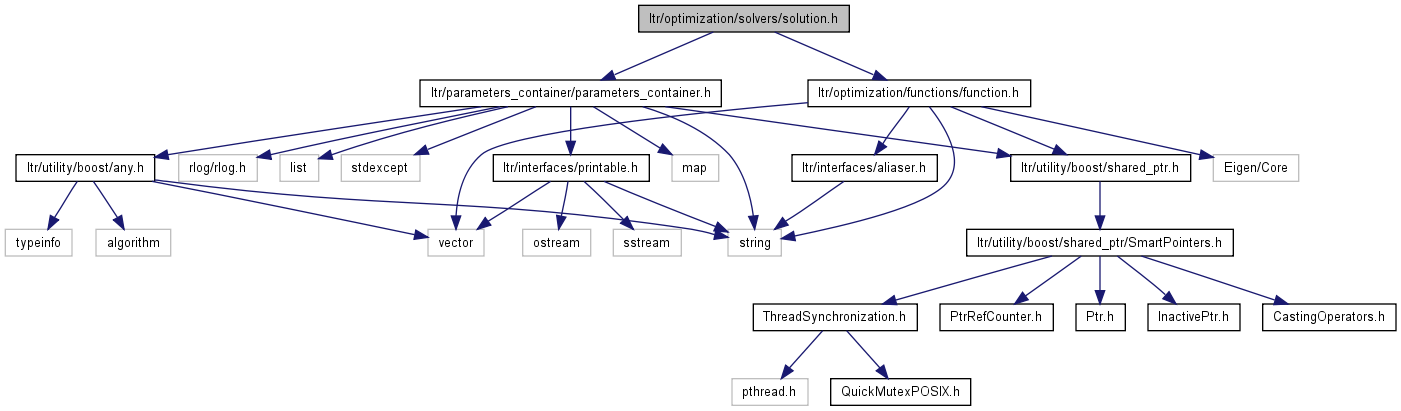 ltr/optimization/solvers/solution.h
ltr/parameters_container/parameters_container.h
ltr/optimization/functions/function.h
ltr/utility/boost/any.h
rlog/rlog.h
list
stdexcept
ltr/interfaces/printable.h
map
ltr/interfaces/aliaser.h
ltr/utility/boost/shared_ptr.h
Eigen/Core
typeinfo
algorithm
vector
ostream
sstream
string
ltr/utility/boost/shared_ptr/SmartPointers.h
ThreadSynchronization.h
PtrRefCounter.h
Ptr.h
InactivePtr.h
CastingOperators.h
pthread.h
QuickMutexPOSIX.h